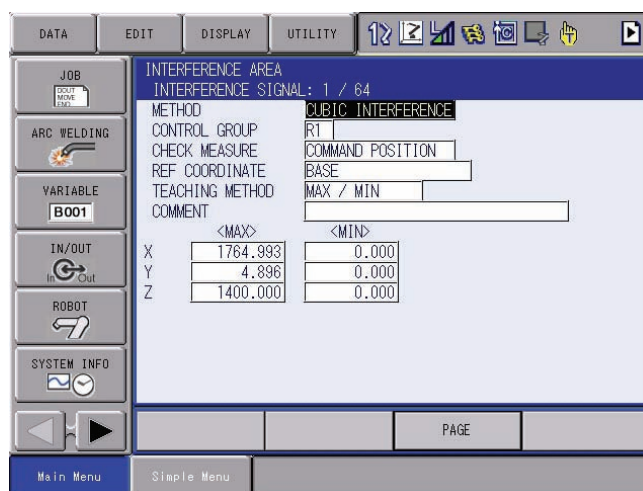 DATA EDIT DISPLAY UTILITY
JOB
DOUT
MOVE
END
ARC WELDING
VARIABLE
B001
IN/OUT
In Out
ROBOT
SYSTEM INFO
INTERFERENCE AREA
INTERFERENCE SIGNAL: 1 / 64
METHOD CUBIC INTERFERENCE
CONTROL GROUP R1
CHECK MEASURE COMMAND POSITION
REF COORDINATE BASE
TEACHING METHOD MAX / MIN
COMMENT
<MAX> <MIN>
X 1764.993 0.000
Y 4.896 0.000
Z 1400.000 0.000
PAGE
Main Menu Simple Menu